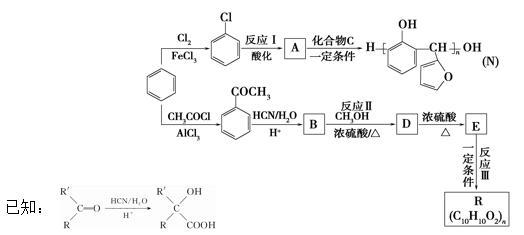 Cl
Cl₂
FeCl₃
反应Ⅰ
酸化
A
化合物C
一定条件
OH
H
CH
n
OH
O
(N)
CH₃COCl
AlCl₃
COCH₃
HCN/H₂O
H⁺
B
反应Ⅱ
CH₃OH
浓硫酸/△
D
浓硫酸
△
E
一定条件
反应Ⅲ
R
(C₁₀H₁₀O₂)ₙ
已知：
R'
C=O
R
HCN/H₂O
H⁺
R' OH
C
R COOH